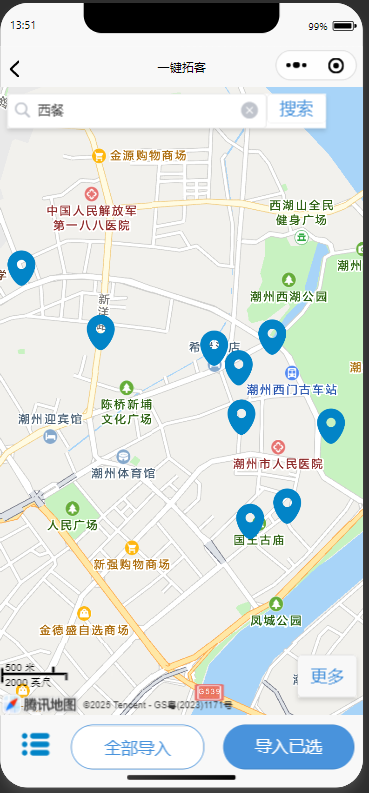 13:51
99%
一键拓客
西餐
搜索
金源购物商场
中国人民解放军
第一八八医院
西湖山全民
健身广场
潮州
学
潮州西湖公园
新
洋
希
店
潮
潮州西门古车站
陈桥新埔
文化广场
潮州迎宾馆
潮州市人民医院
潮州体育馆
人民广场
国王古庙
新强购物商场
凤城公园
金德盛自选商场
500 米
2000 英尺
G539
潮
更多
腾讯地图
©2025 Tencent - GS粤(2023)1171号
全部导入
导入已选